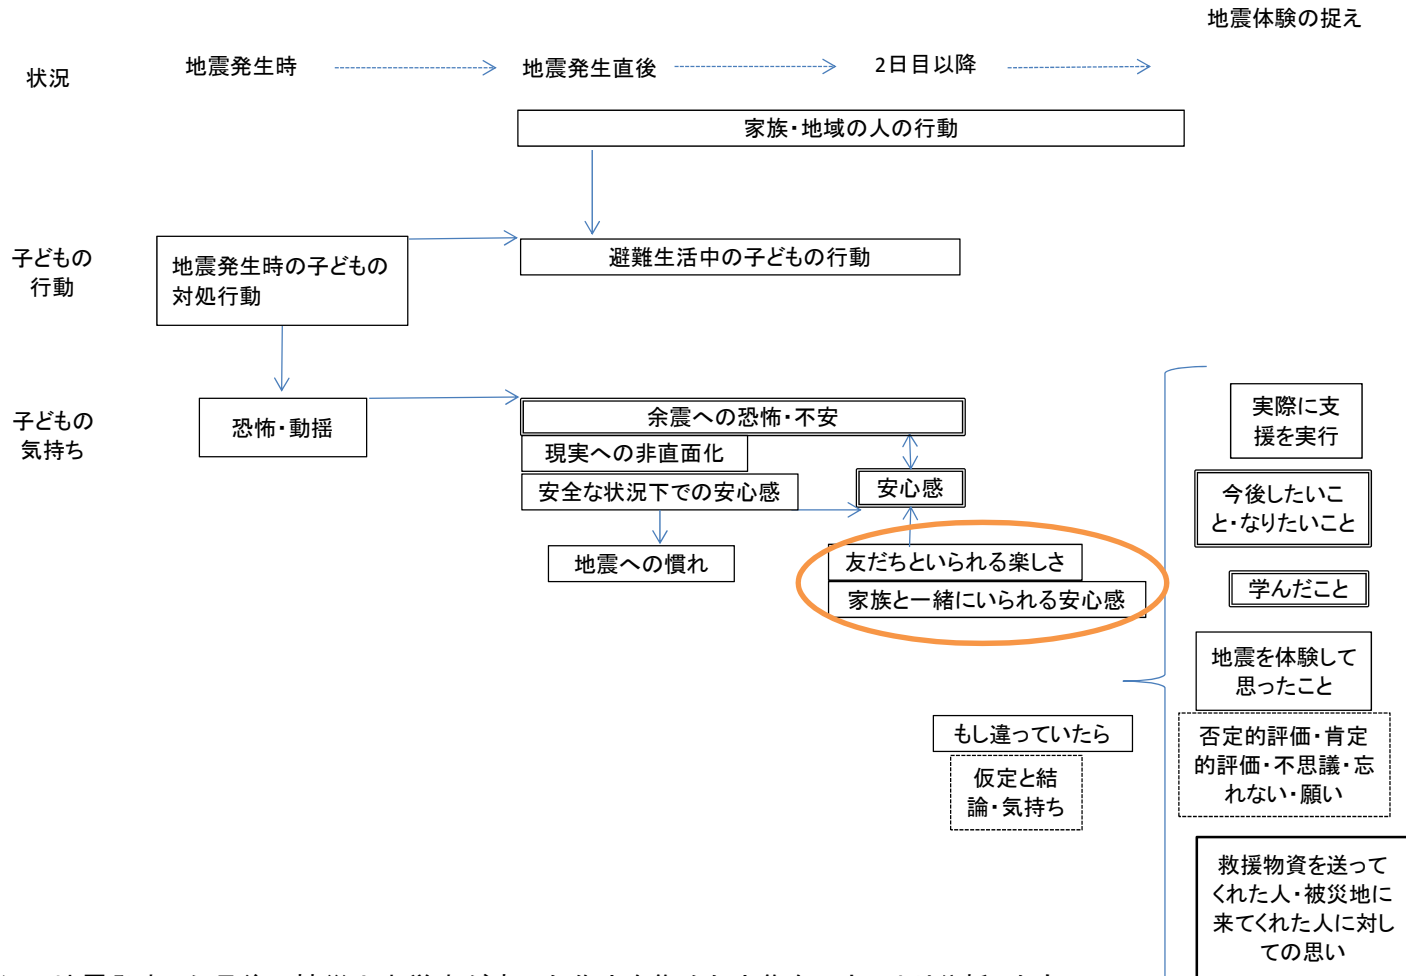 地震体験の捉え
状況
地震発生時
地震発生直後
2日目以降
家族・地域の人の行動
子どもの
行動
地震発生時の子どもの
対処行動
避難生活中の子どもの行動
子どもの
気持ち
恐怖・動揺
余震への恐怖・不安
現実への非直面化
安全な状況下での安心感
安心感
地震への慣れ
友だちといられる楽しさ
家族と一緒にいられる安心感
もし違っていたら
仮定と結
論・気持ち
実際に支
援を実行
今後したいこ
と・なりたいこと
学んだこと
地震を体験して
思ったこと
否定的評価・肯定
的評価・不思議・忘
れない・願い
救援物資を送って
くれた人・被災地に
来てくれた人に対し
ての思い